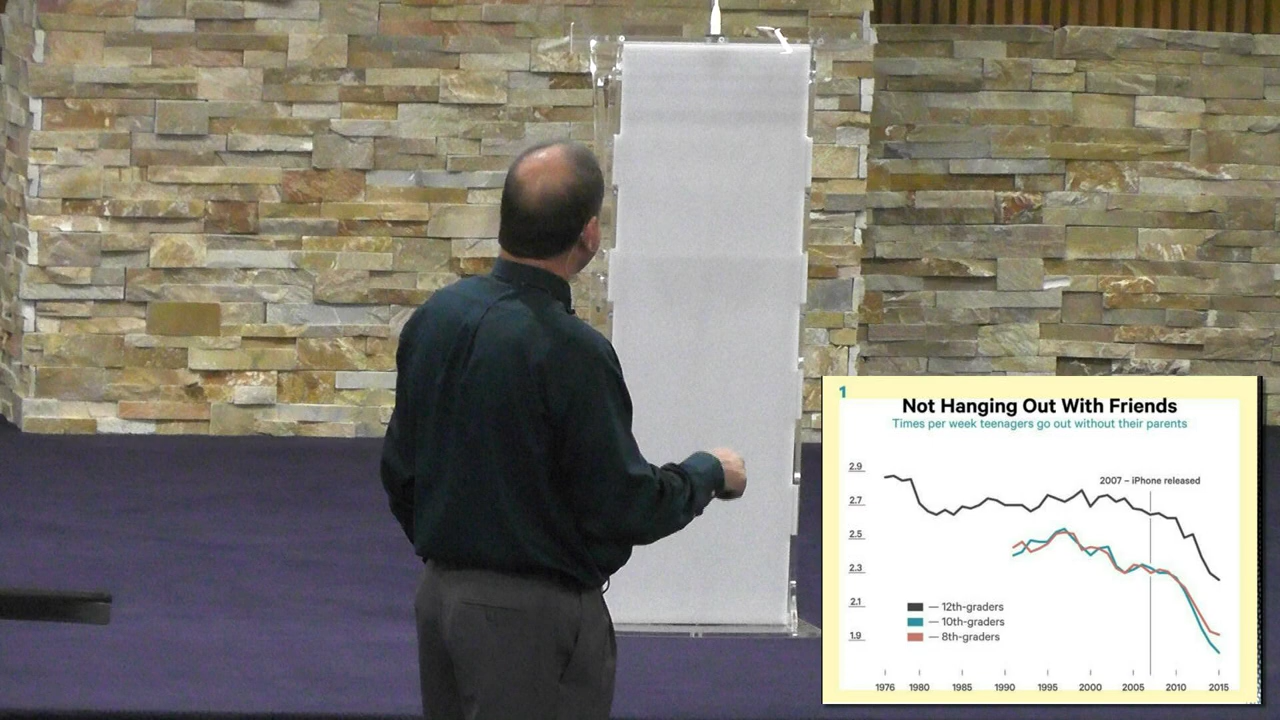 1
Not Hanging Out With Friends
Times per week teenagers go out without their parents
2.9
2007 – iPhone released
2.7
2.5
2.3
2.1
1.9
— 12th-graders
— 10th-graders
— 8th-graders
1976 1980 1985 1990 1995 2000 2005 2010 2015